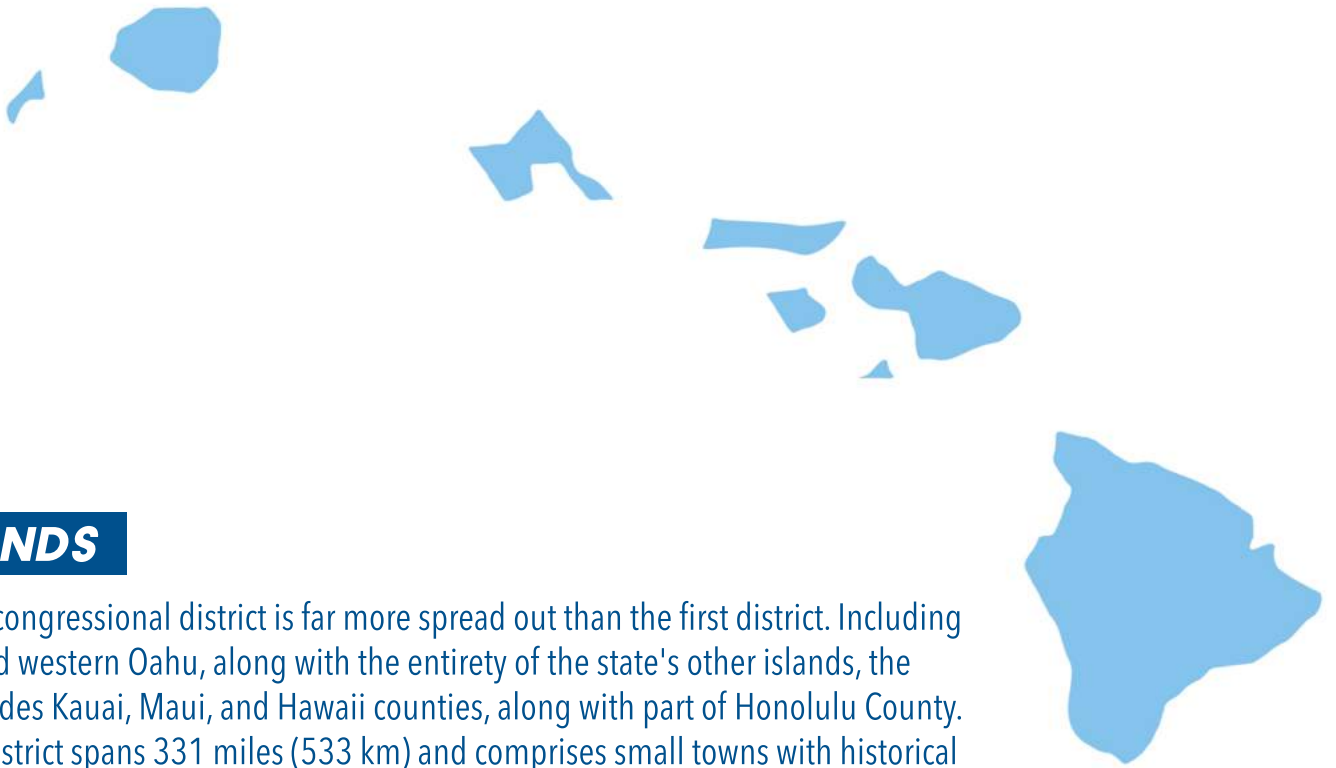 NDS
congressional district is far more spread out than the first district. Including
d western Oahu, along with the entirety of the state's other islands, the
des Kauai, Maui, and Hawaii counties, along with part of Honolulu County.
strict spans 331 miles (533 km) and comprises small towns with historical